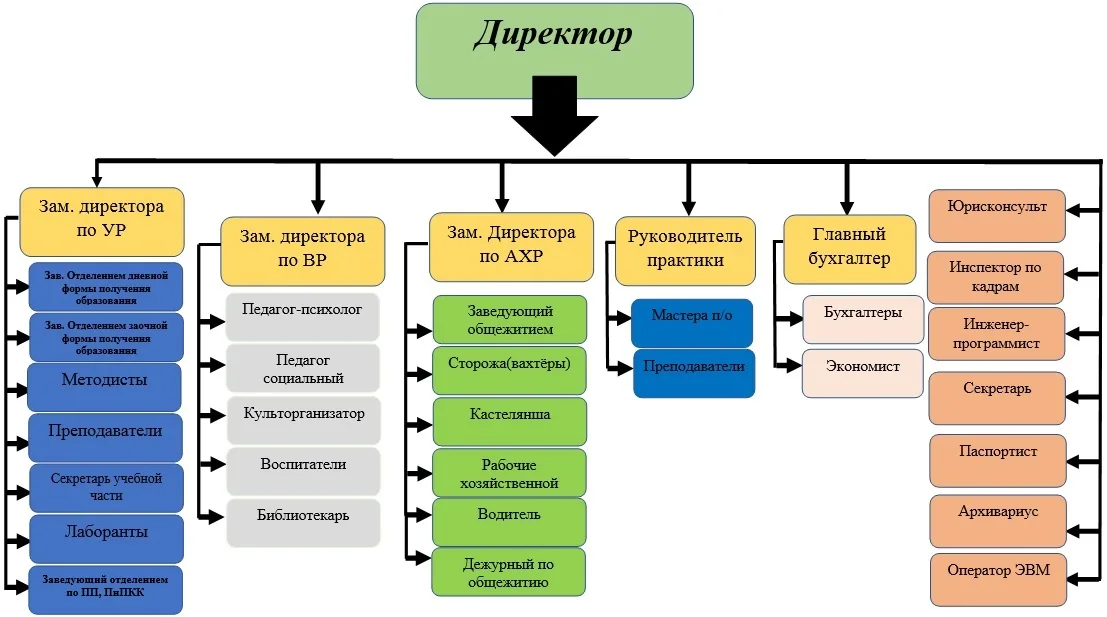 Директор
Зам. директора
по УР
Зав. Отделением дневной
формы получения
образования
Зав. Отделением заочной
формы получения
образования
Методисты
Преподаватели
Секретарь учебной
части
Лаборанты
Заведующий отделением
по ПП, ПиПКК
Зам. директора
по ВР
Педагог-психолог
Педагог
социальный
Культорганизатор
Воспитатели
Библиотекарь
Зам. Директора
по АХР
Заведующий
общежитием
Сторожа(вахтёры)
Кастелянша
Рабочие
хозяйственной
Водитель
Дежурный по
общежитию
Руководитель
практики
Мастера п/о
Преподаватели
Главный
бухгалтер
Бухгалтеры
Экономист
Юрисконсульт
Инспектор по
кадрам
Инженер-
программист
Секретарь
Паспортист
Архивариус
Оператор ЭВМ